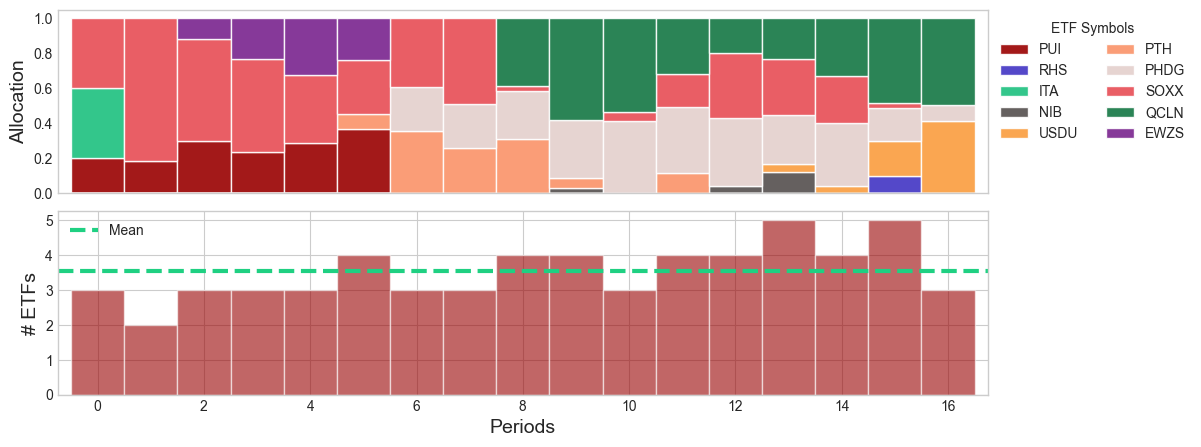 1.0
0.8
0.6
0.4
0.2
0.0
Allocation
ETF Symbols
PUI
RHS
ITA
NIB
USDU
PTH
PHDG
SOXX
QCLN
EWZS
5
4
3
2
1
0
# ETFs
Mean
0 2 4 6 8 10 12 14 16
Periods